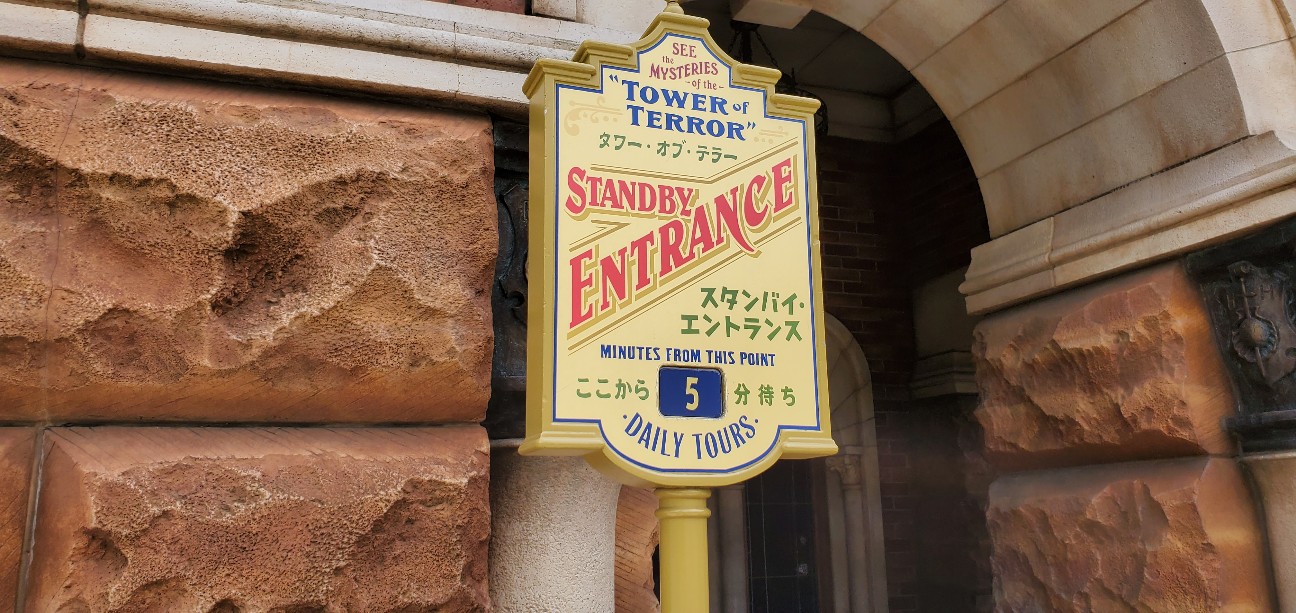 SEE
the
MYSTERIES
-of the-
"TOWER of
TERROR"
タワー・オブ・テラー
STANDBY
ENTRANCE
スタンバイ・
エントランス
MINUTES FROM THIS POINT
ここから 5 分待ち
·DAILY TOURS·